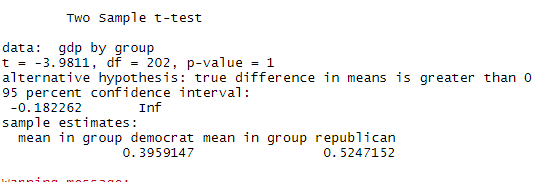 Two Sample t-test
data: gdp by group
t = -3.9811, df = 202, p-value = 1
alternative hypothesis: true difference in means is greater than 0
95 percent confidence interval:
-0.182262 Inf
sample estimates:
mean in group democrat mean in group republican
0.3959147 0.5247152